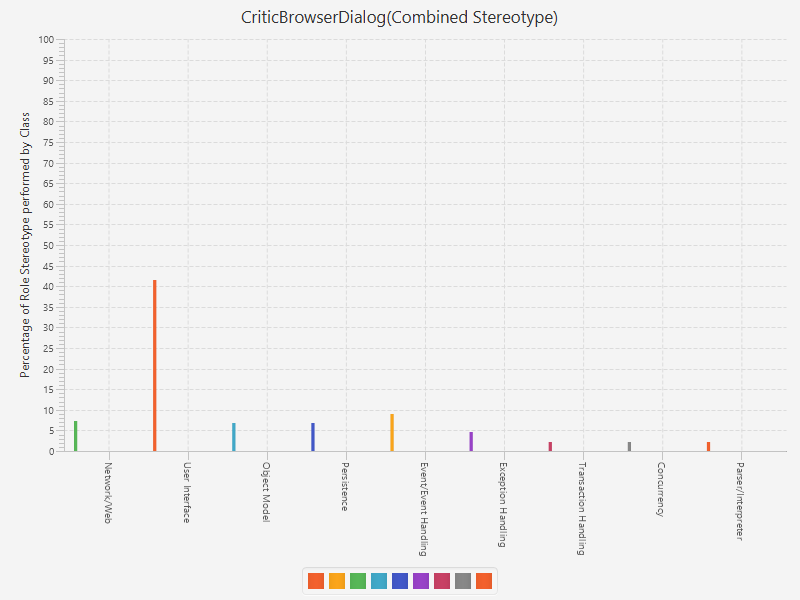 CriticBrowserDialog(Combined Stereotype)
Percentage of Role Stereotype performed by Class
100
95
90
85
80
75
70
65
60
55
50
45
40
35
30
25
20
15
10
5
0
Network/Web
User Interface
Object Model
Persistence
Event/Event Handling
Exception Handling
Transaction Handling
Concurrency
Parser/Interpreter